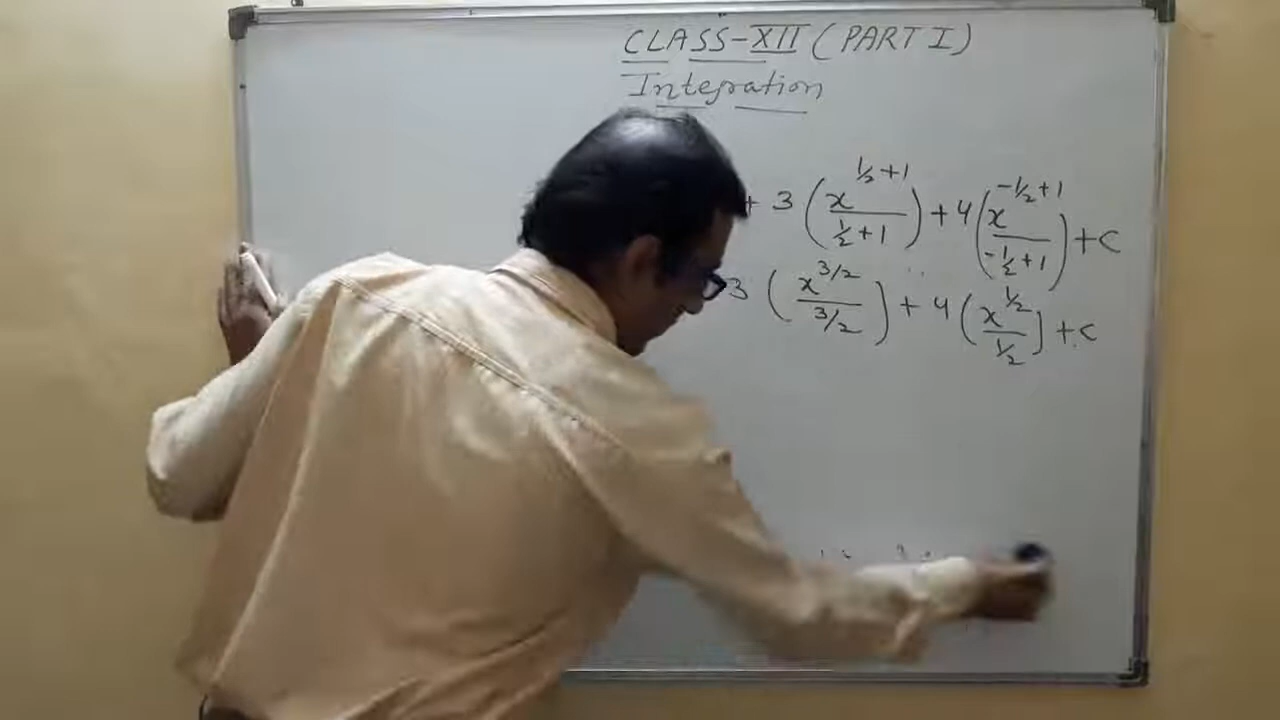 CLASS-XII (PART I)
Integration
+ 3 (x^{1/2+1}/(1/2+1)) + 4 (x^{-1/2+1}/(-1/2+1)) + c
3 (x^{3/2}/(3/2)) + 4 (x^{1/2}/(1/2)) + c